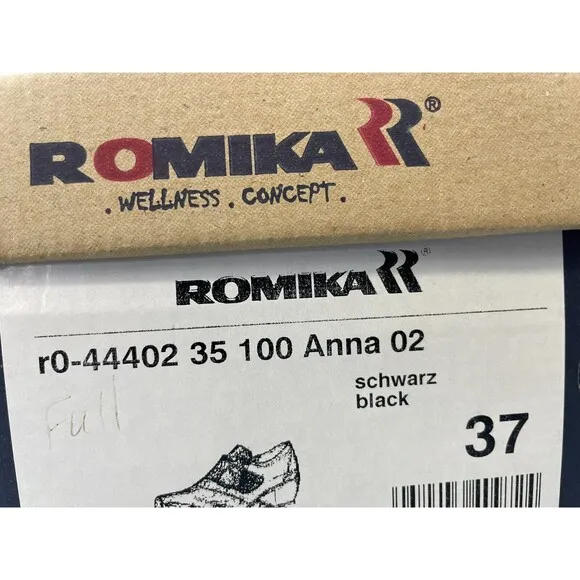 ROMIKA R®
. WELLNESS . CONCEPT .
ROMIKA R®
r0-44402 35 100 Anna 02
schwarz
black
Full
37